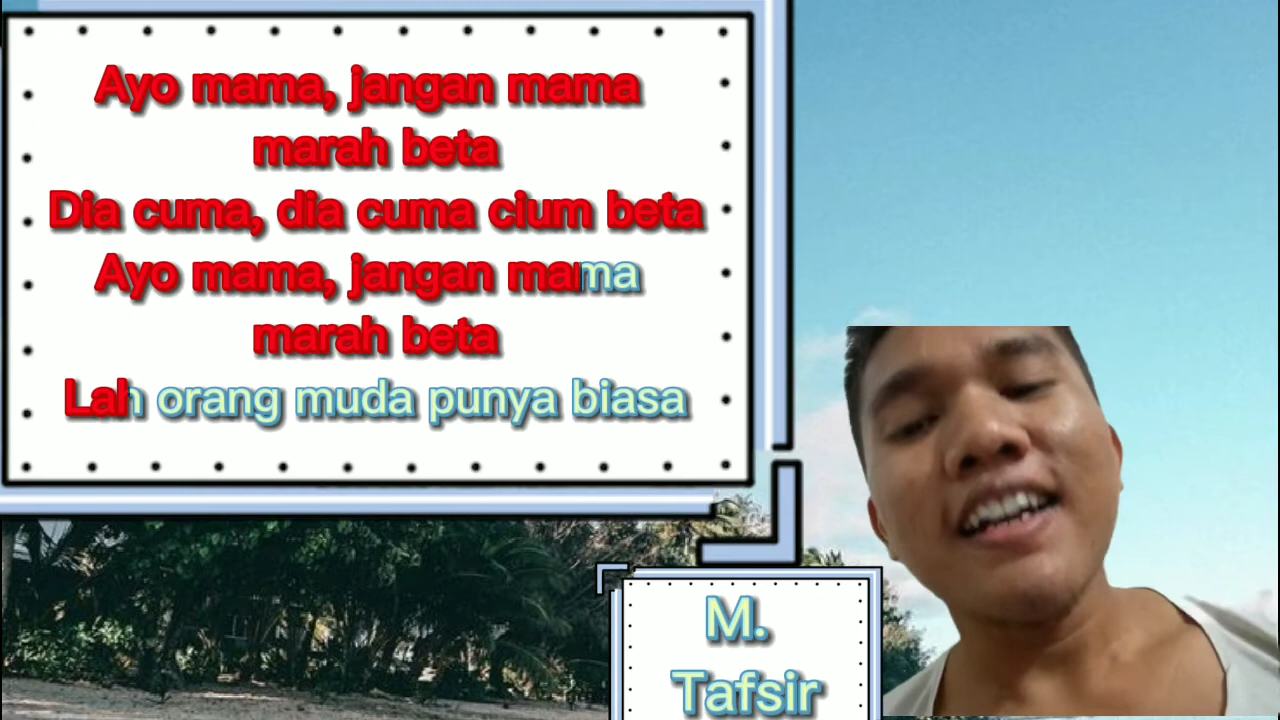 Ayo mama, jangan mama
marah beta
Dia cuma, dia cuma cium beta
Ayo mama, jangan mama
marah beta
Lah orang muda punya biasa
M.
Tafsir